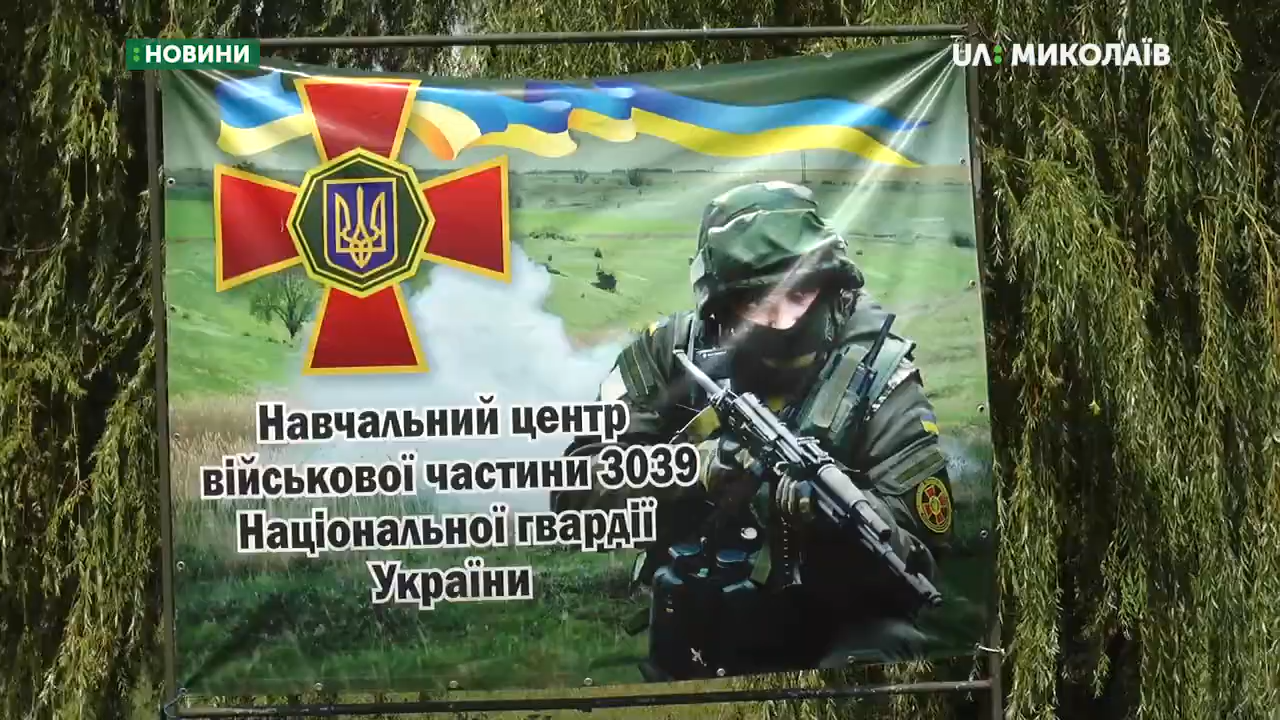 :НОВИНИ
UA: МИКОЛАЇВ
Навчальний центр
військової частини 3039
Національної гвардії
України